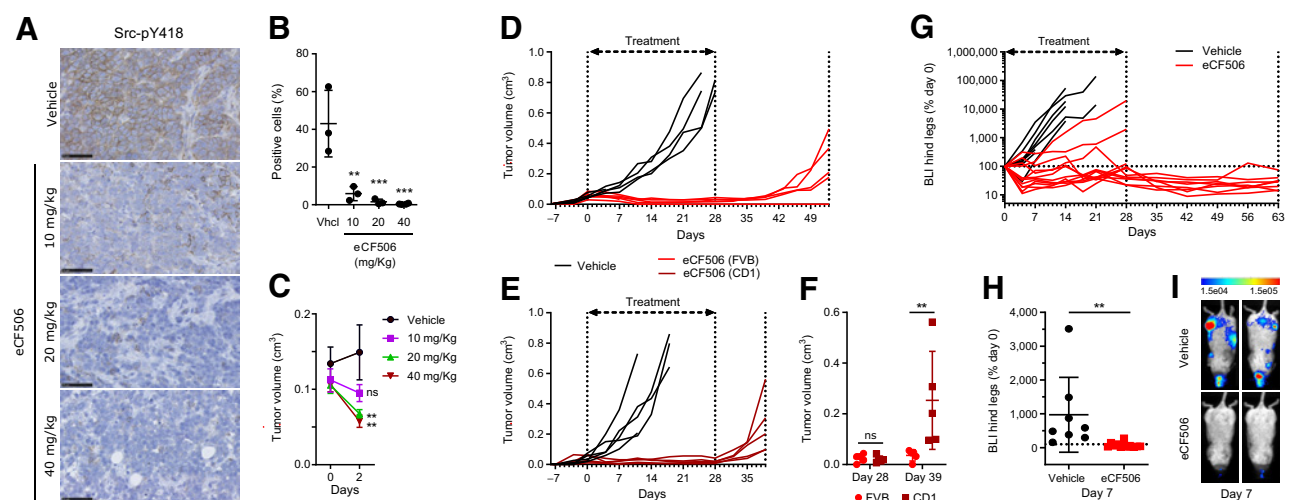 A
Src-pY418
Vehicle
10 mg/kg
20 mg/kg
40 mg/kg
eCF506
B
Positive cells (%)
80
60
40
20
0
**
***
***
Vhcl 10 20 40
eCF506
(mg/Kg)
C
Tumor volume (cm3)
0.2
0.1
0.0
Vehicle
10 mg/Kg
20 mg/Kg
40 mg/Kg
ns
**
**
0 2
Days
D
Treatment
Tumor volume (cm3)
1.0
0.8
0.6
0.4
0.2
0.0
–7 0 7 14 21 28 35 42 49
Days
Vehicle
eCF506 (FVB)
eCF506 (CD1)
E
Treatment
Tumor volume (cm3)
1.0
0.8
0.6
0.4
0.2
0.0
–7 0 7 14 21 28 35
Days
F
Tumor volume (cm3)
0.6
0.4
0.2
0.0
ns
**
Day 28 Day 39
FVB CD1
G
Treatment
Vehicle
eCF506
BLI hind legs (% day 0)
1,000,000
100,000
10,000
1,000
100
10
0 7 14 21 28 35 42 49 56 63
Days
H
BLI hind legs (% day 0)
4,000
3,000
2,000
1,000
0
**
Vehicle eCF506
Day 7
I
1.5e04 1.5e05
Vehicle
eCF506
Day 7